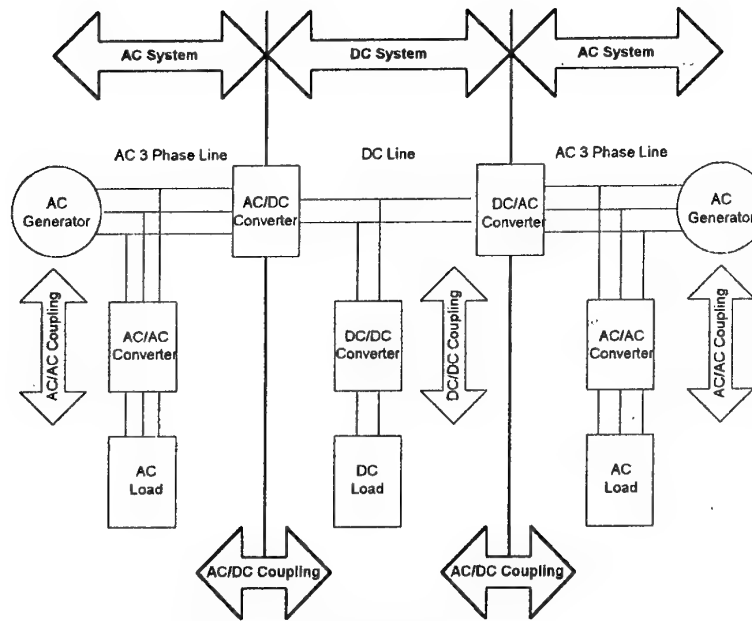 AC System
DC System
AC System
AC 3 Phase Line
DC Line
AC 3 Phase Line
AC
Generator
AC/DC
Converter
DC/AC
Converter
AC
Generator
AC/AC Coupling
AC/AC
Converter
DC/DC
Converter
DC/DC Coupling
AC/AC
Converter
AC/AC Coupling
AC
Load
DC
Load
AC
Load
AC/DC Coupling
AC/DC Coupling